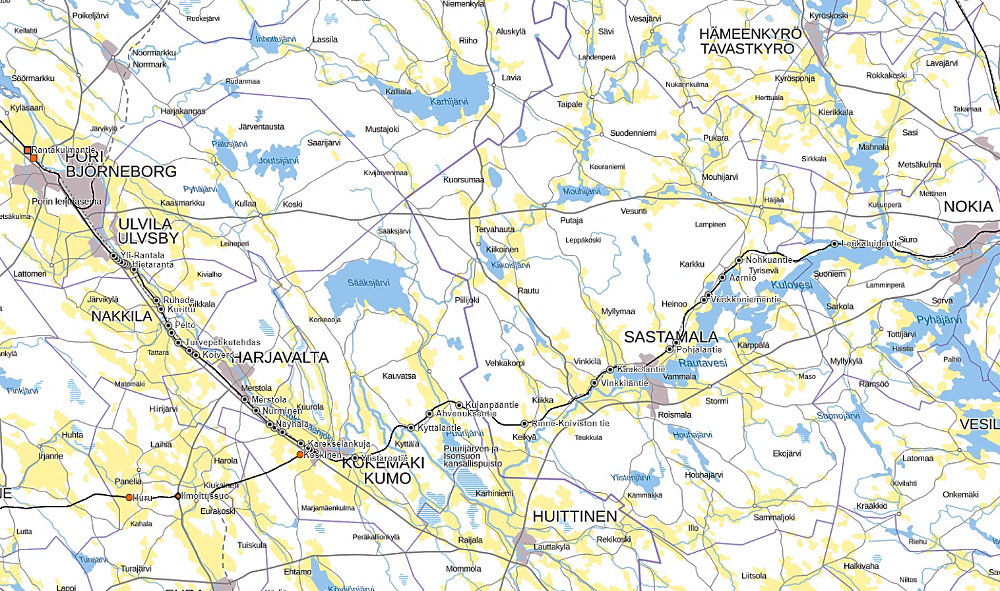 Niemenkylä
Poikeljärvi
Ruokejärvi
Kyröskoski
Vesajärvi
Kellahti
Lassila
Inhottujärvi
Riiho
Aluskylä
Sävi
HÄMEENKYRÖ
TAVASTKYRO
Noormarkku
Norrmark
Lahdenperä
Lavajärvi
Söörmarkku
Rudanmaa
Kalliala
Lavia
Karhijärvi
Nukarinkulma
Kyröspohja
Rokkakoski
Kyläsaari
Harjakangas
Taipale
Herttuala
Kierikkala
Takamaa
Järvikylä
Järventausta
Mustajoki
Suodenniemi
Pukara
Sasi
Rantakulmantie
PORI
BJÖRNEBORG
Palusjärvi
Saarijärvi
Joutsijärvi
Mahnala
Sirkkala
Metsäkulma
Kivijärvenmaa
Kuorsumaa
Kouraniemi
Mouhijärvi
Pyhäjärvi
Mouhijärvi
Mettinen
Porin lentoasema
Kaasmarkku
Kullaa
Koski
Häijää
Kuljunperä
NOKIA
etsäkulma
ULVILA
ULVSBY
Vesunti
Putaja
Lampinen
Sääksjärvi
Tervahauta
Leppäkoski
Leineperä
Leukaluidentie
Siuro
Yli-Rantala
Hietaranta
Kiikoinen
Kiikoisjärvi
Karkku
Nohkuantie
Tyrisevä
Lattomeri
Kivialho
Aarnio
Suoniemi
Kulovesi
Lamminperä
Sääksjärvi
Rautu
Järvikylä
Ruhade
Kurittu
Viikkala
Piilijoki
Heinoo
Vuokkoniementie
Sarkola
Sorva
NAKKILA
Pelto
Korkeaoja
Myllymaa
Pyhäjärvi
Turvepehkutehdas
SASTAMALA
Tottijärvi
Tattara
Koivero
HARJAVALTA
Pohjalantie
Kärppälä
Haistia
Rautavesi
Palho
Vehkakorpi
Vinkkilä
Kaukolantie
Myllykylä
Kauvatsa
Vinkkiläntie
Vammala
Maso
Matomäki
Merstola
Rämsöö
Pinkjärvi
Merstola
Kiikka
Stormi
Hiirijärvi
Nurminen
Kuurola
Kujanpääntie
Ahvenuksentie
Roismala
Suonojärvi
Näyhälä
Rinne-Koiviston tie
VESIL
Kyttäläntie
Huhta
Laihia
Karekselankuja
Kyttälä
Puurijärvi
Keikyä
Teukkula
Houhajärvi
Irjanne
Koskinen
Ylistarontie
Puurijärven-ja
Isonsuon
kansallispuisto
Ekojärvi
Latomaa
Harola
KOKEMÄKI
KUMO
Ylistenjärvi
Houhajärvi
Panelia
Kiukainen
Kivilahti
Huru
Ilmoitussuo
Karhiniemi
Kämmäkkä
Onkemäki
Eurakoski
Marjamäenkulma
HUITTINEN
Krääkkiö
Sammaljoki
Kahala
Illo
Lutta
Peräkallionkylä
Raijala
Lauttakylä
Rekikoski
Riehu
Tuiskula
Turajärvi
Turajärvi
Ehtamo
Mommola
Halkivaha
Liitsola
Niitos
Lappi
Köyliönjärvi